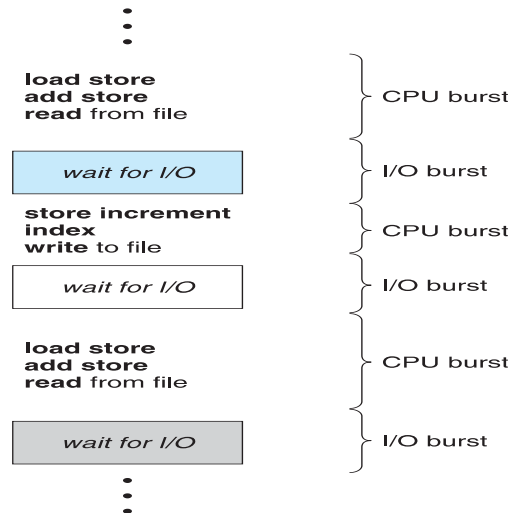 load store
add store
read from file
CPU burst
wait for I/O
I/O burst
store increment
index
write to file
CPU burst
wait for I/O
I/O burst
load store
add store
read from file
CPU burst
wait for I/O
I/O burst